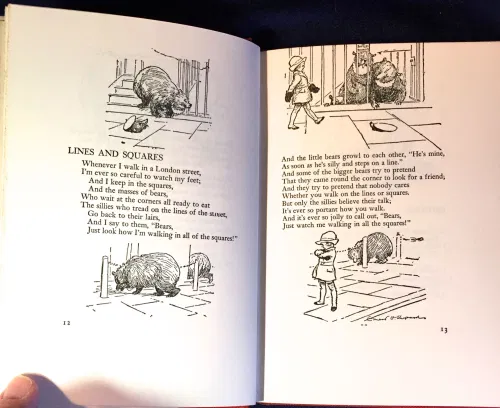 LINES AND SQUARES
Whenever I walk in a London street,
I'm ever so careful to watch my feet;
And I keep in the squares,
And the masses of bears,
Who wait at the corners all ready to eat
The sillies who tread on the lines of the street,
Go back to their lairs,
And I say to them, "Bears,
Just look how I'm walking in all of the squares!"
12
And the little bears growl to each other, "He's mine,
As soon as he's silly and steps on a line."
And some of the bigger bears try to pretend
That they came round the corner to look for a friend;
And they try to pretend that nobody cares
Whether you walk on the lines or squares.
But only the sillies believe their talk;
It's ever so portant how you walk.
And it's ever so jolly to call out, "Bears,
Just watch me walking in all the squares!"
13